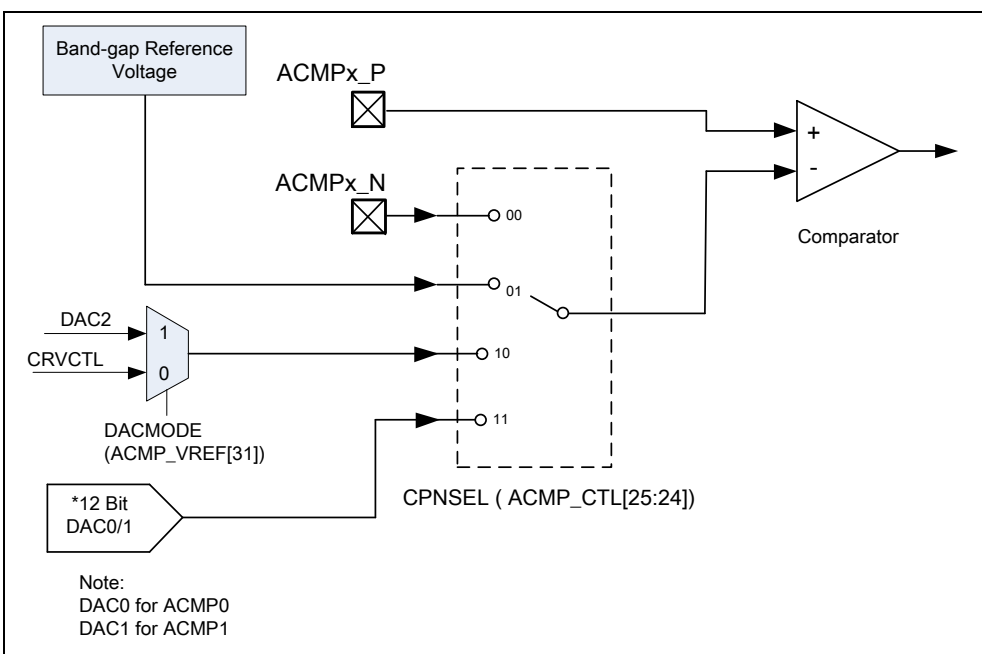 Band-gap Reference
Voltage
ACMPx_P
+
-
Comparator
ACMPx_N
00
01
DAC2
1
CRVCTL
0
10
DACMODE
(ACMP_VREF[31])
11
*12 Bit
DAC0/1
CPNSEL ( ACMP_CTL[25:24])
Note:
DAC0 for ACMP0
DAC1 for ACMP1